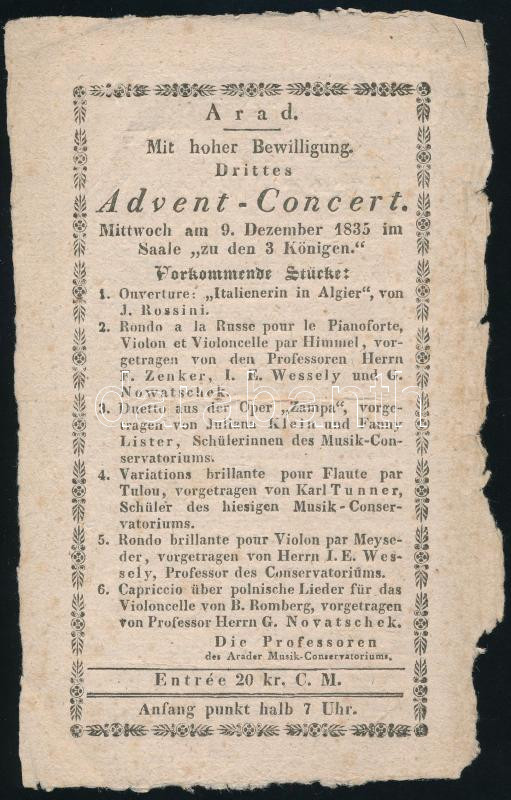 Arad.
Mit hoher Bewilligung.
Drittes
Advent-Concert.
Mittwoch am 9. Dezember 1835 im
Saale „zu den 3 Königen.“
Vorkommende Stücke:
1. Ouverture: „Italienerin in Algier“, von
J. Rossini.
2. Rondo a la Russe pour le Pianoforte,
Violon et Violoncelle par Himmel, vor-
getragen von den Professoren Herrn
F. Zenker, I. E. Wessely und G.
Nowatschek.
3. Duetto aus der Oper „Zampa“, vorge-
tragen von Juliana Klein und Fanny
Lister, Schülerinnen des Musik-Con-
servatoriums.
4. Variations brillante pour Flaute par
Tulou, vorgetragen von Karl Tunner,
Schüler des hiesigen Musik-Conser-
vatoriums.
5. Rondo brillante pour Violon par Meyse-
der, vorgetragen von Herrn I. E. Wes-
sely, Professor des Conservatoriums.
6. Capriccio über polnische Lieder für das
Violoncelle von B. Romberg, vorgetragen
von Professor Herrn G. Novatschek.
Die Professoren
des Arader Musik-Conservatoriums.
Entrée 20 kr. C. M.
Anfang punkt halb 7 Uhr.